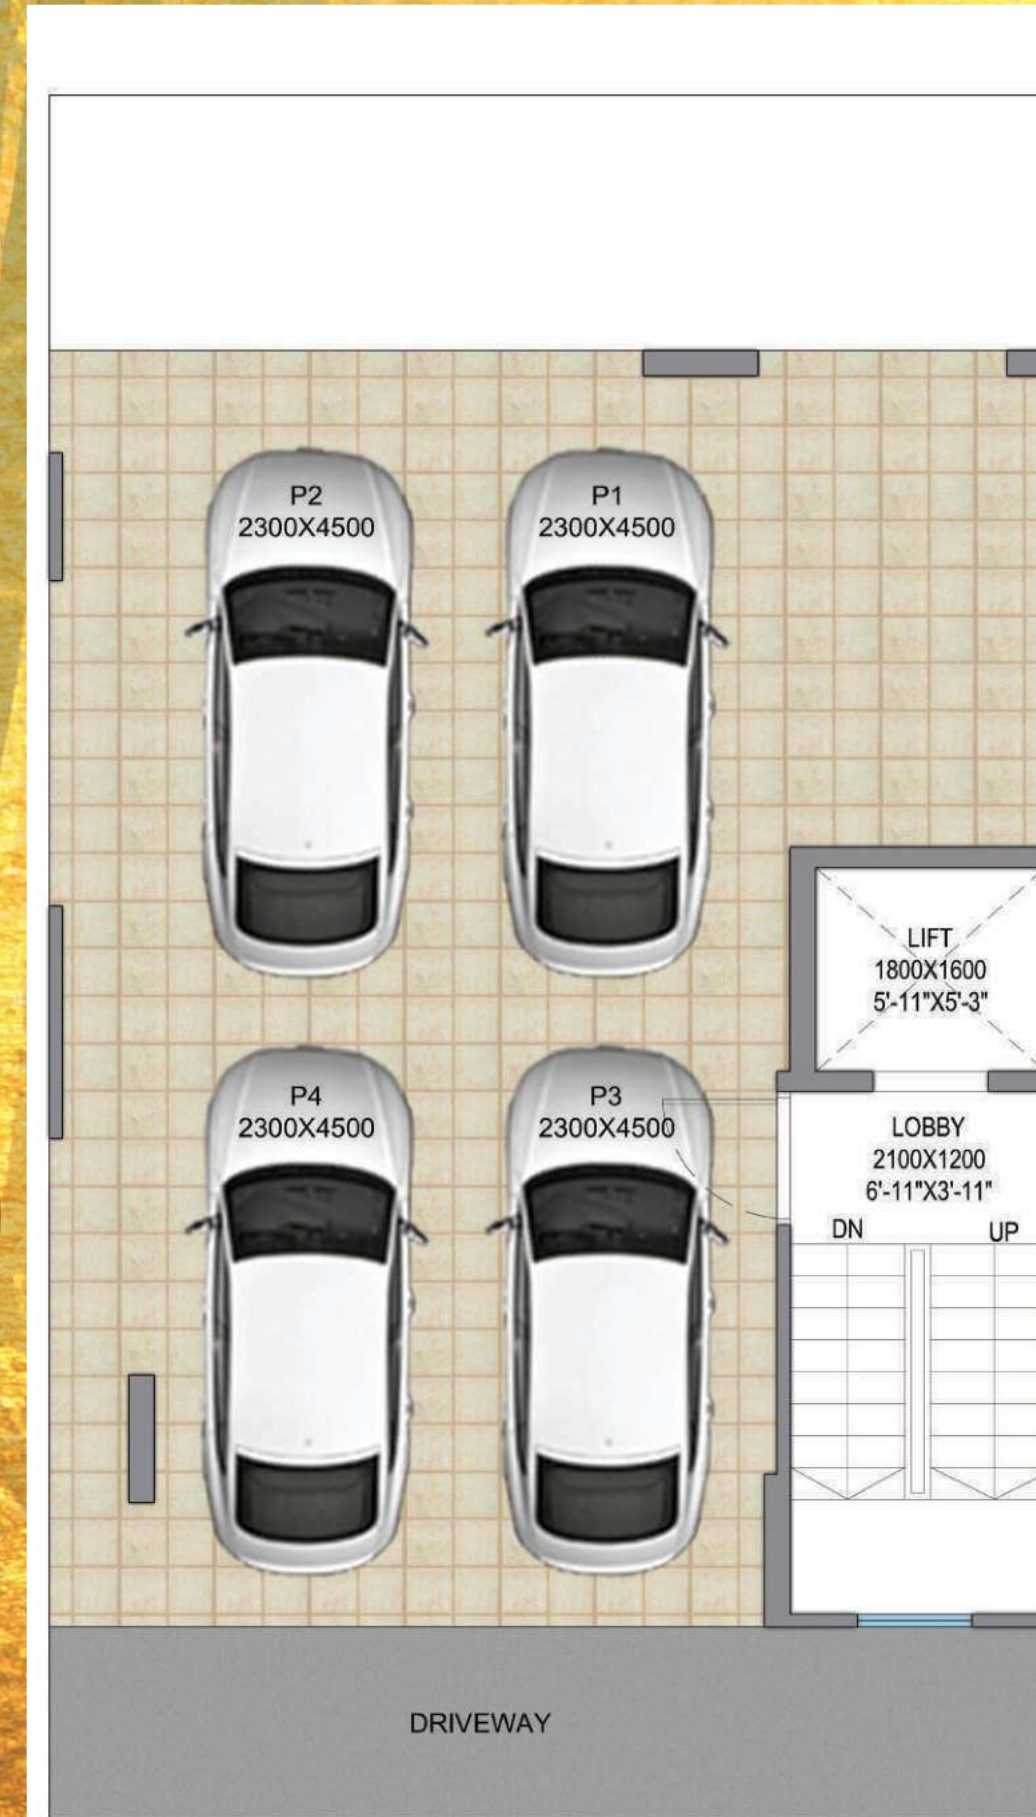 P2
2300X4500
P1
2300X4500
LIFT
1800X1600
5'-11"X5'-3"
P4
2300X4500
P3
2300X4500
LOBBY
2100X1200
6'-11"X3'-11"
DN
UP
DRIVEWAY